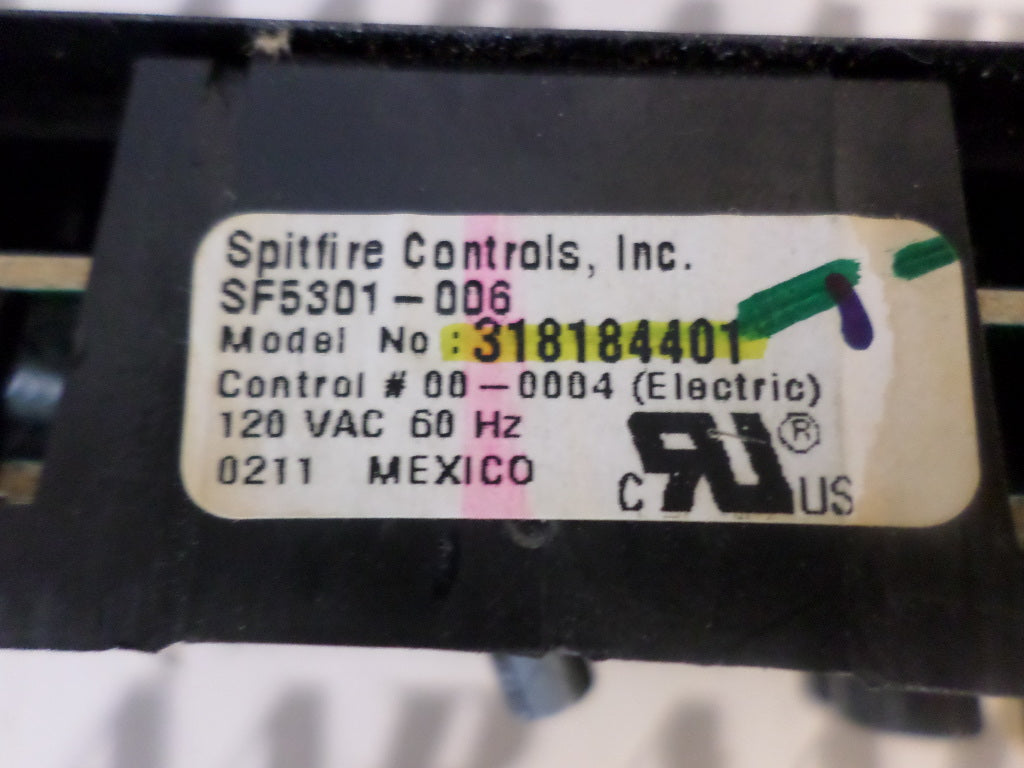 Spitfire Controls, Inc.
SF5301-006
Model No: 318184401
Control # 00-0004 (Electric)
120 VAC 60 Hz
0211 MEXICO
C RU ® US